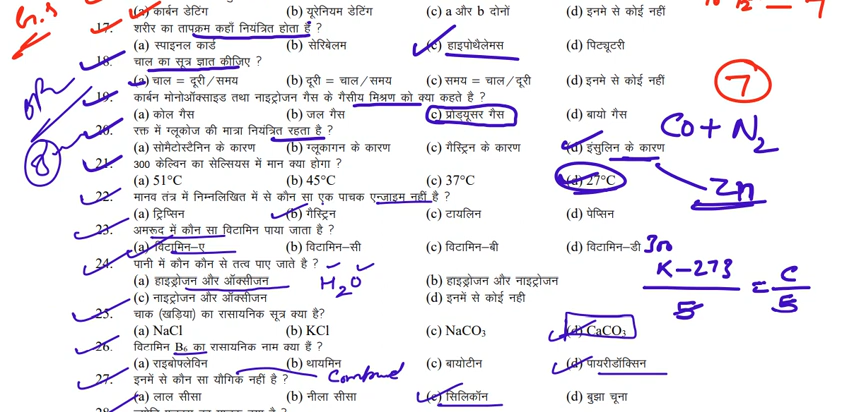 G.S
(a) कार्बन डेटिंग (b) यूरेनियम डेटिंग (c) a और b दोनों (d) इनमे से कोई नहीं
17. शरीर का तापक्रम कहाँ नियंत्रित होता है ?
(a) स्पाइनल कार्ड (b) सेरिबेलम (c) हाइपोथैलेमस (d) पिट्यूटरी
18. चाल का सूत्र ज्ञात कीजिए ?
(a) चाल = दूरी/समय (b) दूरी = चाल/समय (c) समय = चाल/दूरी (d) इनमे से कोई नहीं
7
19. कार्बन मोनोऑक्साइड तथा नाइट्रोजन गैस के गैसीय मिश्रण को क्या कहते है ?
(a) कोल गैस (b) जल गैस (c) प्रोड्यूसर गैस (d) बायो गैस
CO + N2
20. रक्त में ग्लूकोज की मात्रा नियंत्रित रहता है ?
(a) सोमैटोस्टैनिन के कारण (b) ग्लूकागन के कारण (c) गैस्ट्रिन के कारण (d) इंसुलिन के कारण
21. 300 केल्विन का सेल्सियस में मान क्या होगा ?
(a) 51°C (b) 45°C (c) 37°C (d) 27°C
Zn
22. मानव तंत्र में निम्नलिखित में से कौन सा एक पाचक एन्जाइम नहीं है ?
(a) ट्रिप्सिन (b) गैस्ट्रिन (c) टायलिन (d) पेप्सिन
23. अमरूद में कौन सा विटामिन पाया जाता है ?
(a) विटामिन–ए (b) विटामिन–सी (c) विटामिन–बी (d) विटामिन–डी
300
K-273 = C
5 5
24. पानी में कौन कौन से तत्व पाए जाते है ?
(a) हाइड्रोजन और ऑक्सीजन H2O (b) हाइड्रोजन और नाइट्रोजन
(c) नाइट्रोजन और ऑक्सीजन (d) इनमें से कोई नही
25. चाक (खड़िया) का रासायनिक सूत्र क्या है?
(a) NaCl (b) KCl (c) NaCO3 (d) CaCO3
26. विटामिन B6 का रासायनिक नाम क्या हैं ?
(a) राइबोफ्लेविन (b) थायमिन (c) बायोटीन (d) पायरीडॉक्सिन
27. इनमें से कौन सा यौगिक नहीं है ? Compound
(a) लाल सीसा (b) नीला सीसा (c) सिलिकॉन (d) बुझा चूना
28.